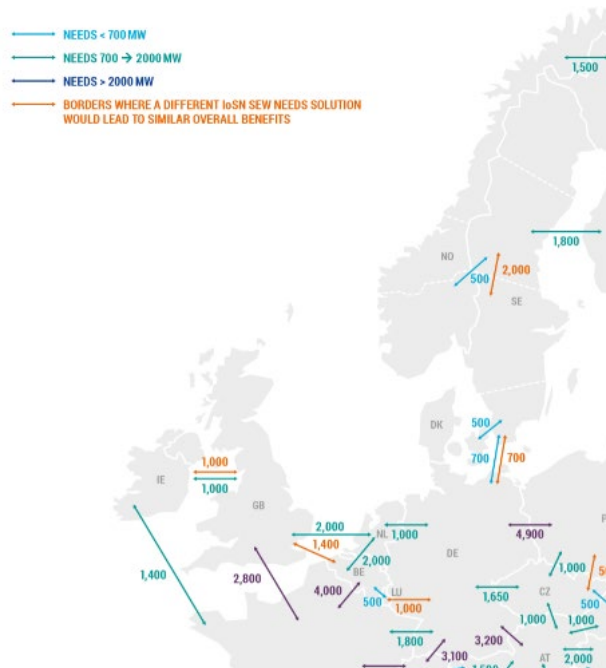 NEEDS < 700 MW
NEEDS 700 → 2000 MW
NEEDS > 2000 MW
BORDERS WHERE A DIFFERENT IoSN SEW NEEDS SOLUTION
WOULD LEAD TO SIMILAR OVERALL BENEFITS
1,500
1,800
NO
500
2,000
SE
DK
500
700
700
1,000
1,000
IE
GB
2,000
1,400
NL
2,000
1,000
4,900
DE
BE
1,400
2,800
4,000
LU
500
1,000
1,650
1,000
CZ
500
1,000
1,000
1,800
3,200
3,100
AT
2,000